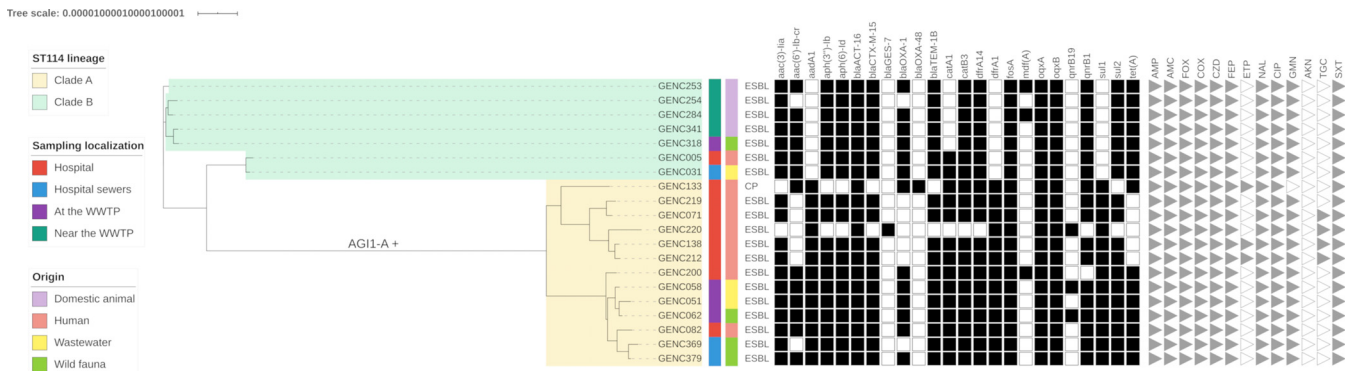 Tree scale: 0.00001000010000100001
ST114 lineage
Clade A
Clade B
Sampling localization
Hospital
Hospital sewers
At the WWTP
Near the WWTP
Origin
Domestic animal
Human
Wastewater
Wild fauna
AGI1-A +
aac(3)-Iia
aac(6')-Ib-cr
aadA1
aph(3'')-Ib
aph(6)-Id
blaACT-16
blaCTX-M-15
blaGES-7
blaOXA-1
blaOXA-48
blaTEM-1B
catA1
catB3
dfrA14
dfrA1
fosA
mdf(A)
oqxA
oqxB
qnrB19
qnrB1
sul1
sul2
tet(A)
AMP
AMC
FOX
COX
CZD
FEP
ETP
NAL
CIP
GMN
AKN
TGC
SXT
GENC253 ESBL
GENC254 ESBL
GENC284 ESBL
GENC341 ESBL
GENC318 ESBL
GENC005 ESBL
GENC031 ESBL
GENC133 CP
GENC219 ESBL
GENC071 ESBL
GENC220 ESBL
GENC138 ESBL
GENC212 ESBL
GENC200 ESBL
GENC058 ESBL
GENC051 ESBL
GENC062 ESBL
GENC082 ESBL
GENC369 ESBL
GENC379 ESBL